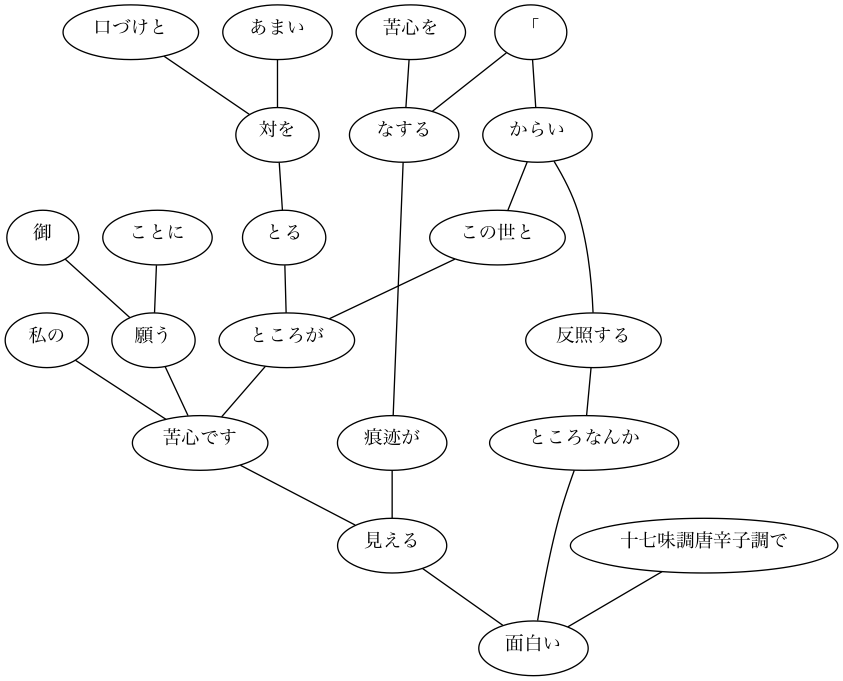 口づけと
あまい
苦心を
「
対を
なする
からい
御
ことに
とる
この世と
私の
願う
ところが
反照する
苦心です
痕迹が
ところなんか
見える
十七味調唐辛子調で
面白い